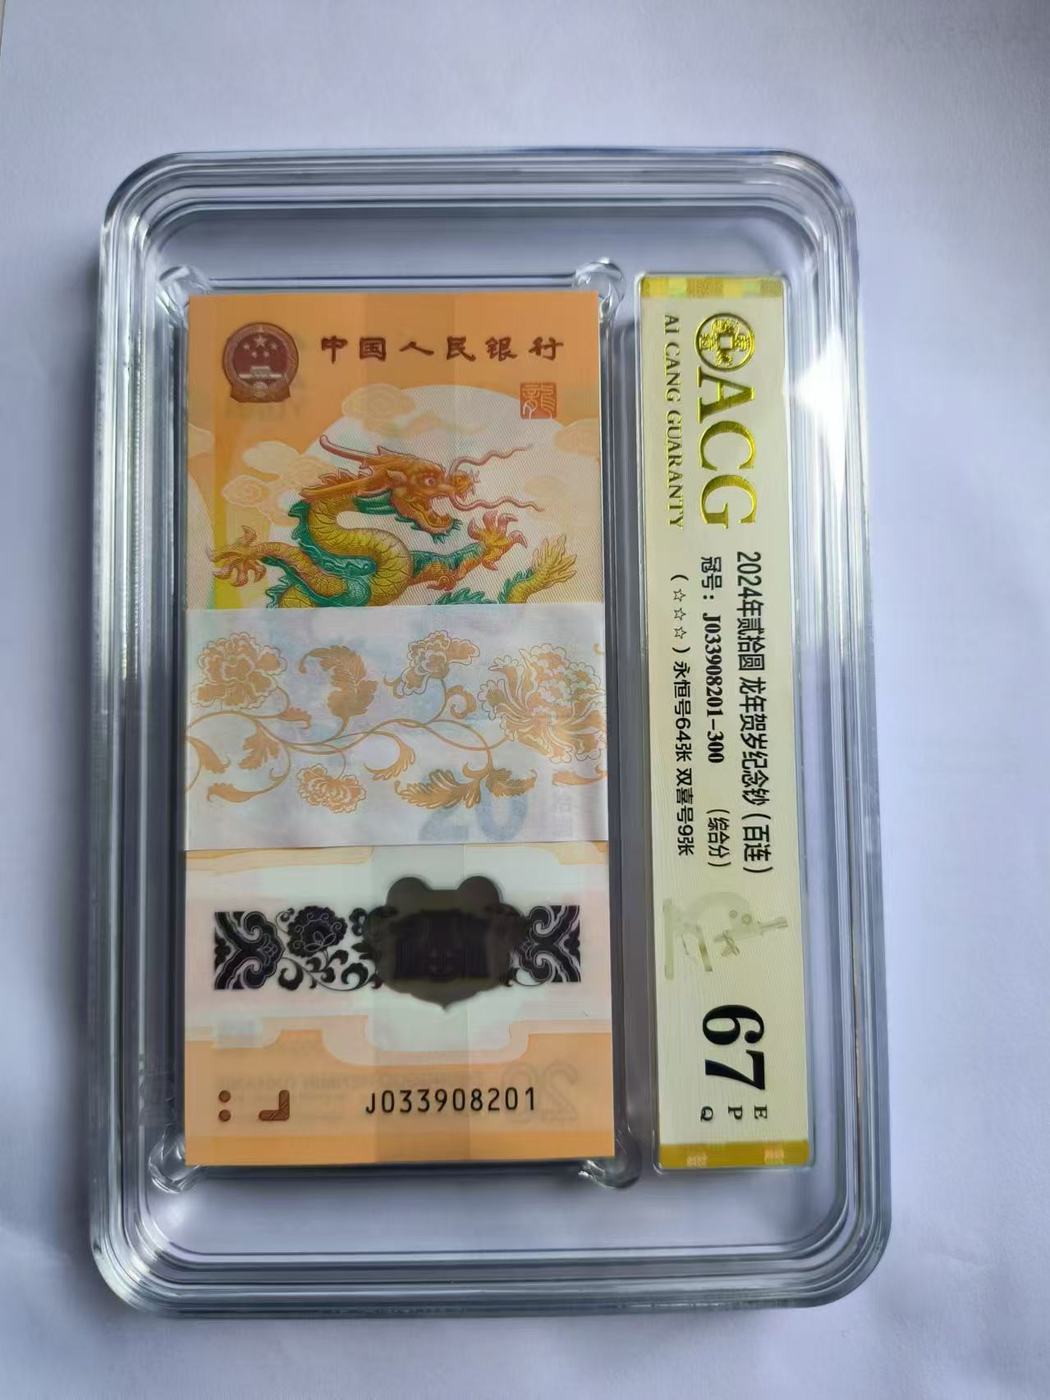 中国人民银行
龍
20
J033908201
ACG
AI CANG GUARANTY
2024年贰拾圆 龙年贺岁纪念钞(百连)
冠号:J033908201-300 (综合分)
(☆☆☆)永恒号64张 双喜号9张
67
E
P
Q